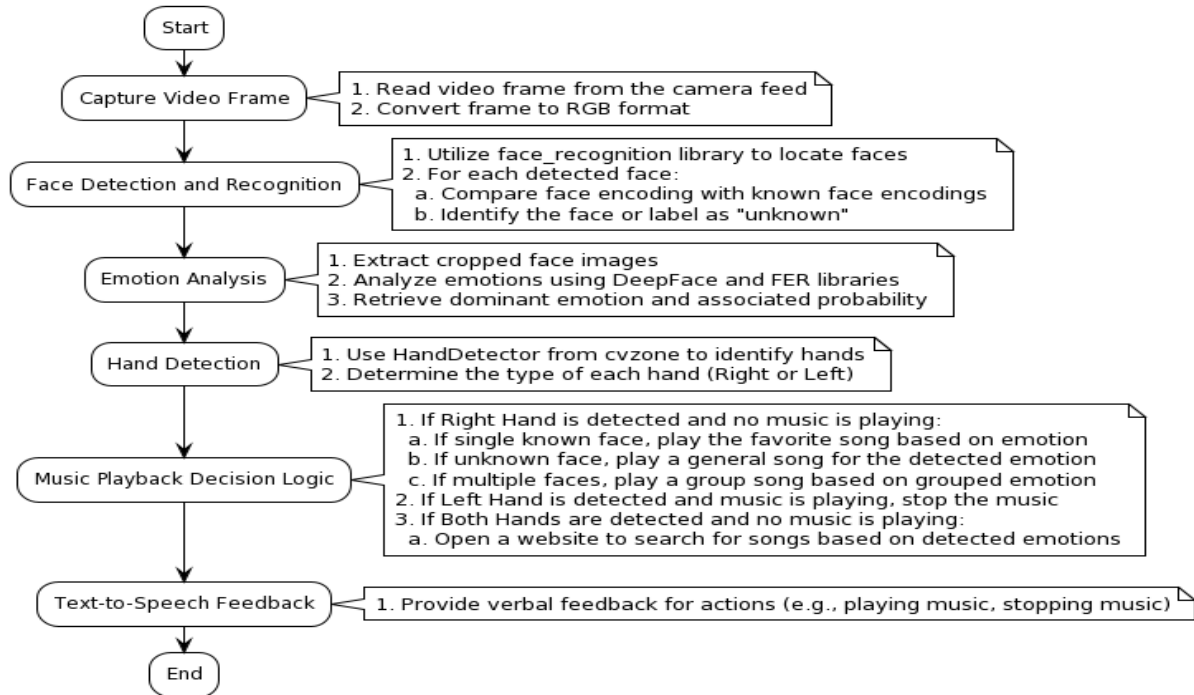 Start
Capture Video Frame
1. Read video frame from the camera feed
2. Convert frame to RGB format
Face Detection and Recognition
1. Utilize face_recognition library to locate faces
2. For each detected face:
a. Compare face encoding with known face encodings
b. Identify the face or label as "unknown"
Emotion Analysis
1. Extract cropped face images
2. Analyze emotions using DeepFace and FER libraries
3. Retrieve dominant emotion and associated probability
Hand Detection
1. Use HandDetector from cvzone to identify hands
2. Determine the type of each hand (Right or Left)
Music Playback Decision Logic
1. If Right Hand is detected and no music is playing:
a. If single known face, play the favorite song based on emotion
b. If unknown face, play a general song for the detected emotion
c. If multiple faces, play a group song based on grouped emotion
2. If Left Hand is detected and music is playing, stop the music
3. If Both Hands are detected and no music is playing:
a. Open a website to search for songs based on detected emotions
Text-to-Speech Feedback
1. Provide verbal feedback for actions (e.g., playing music, stopping music)
End